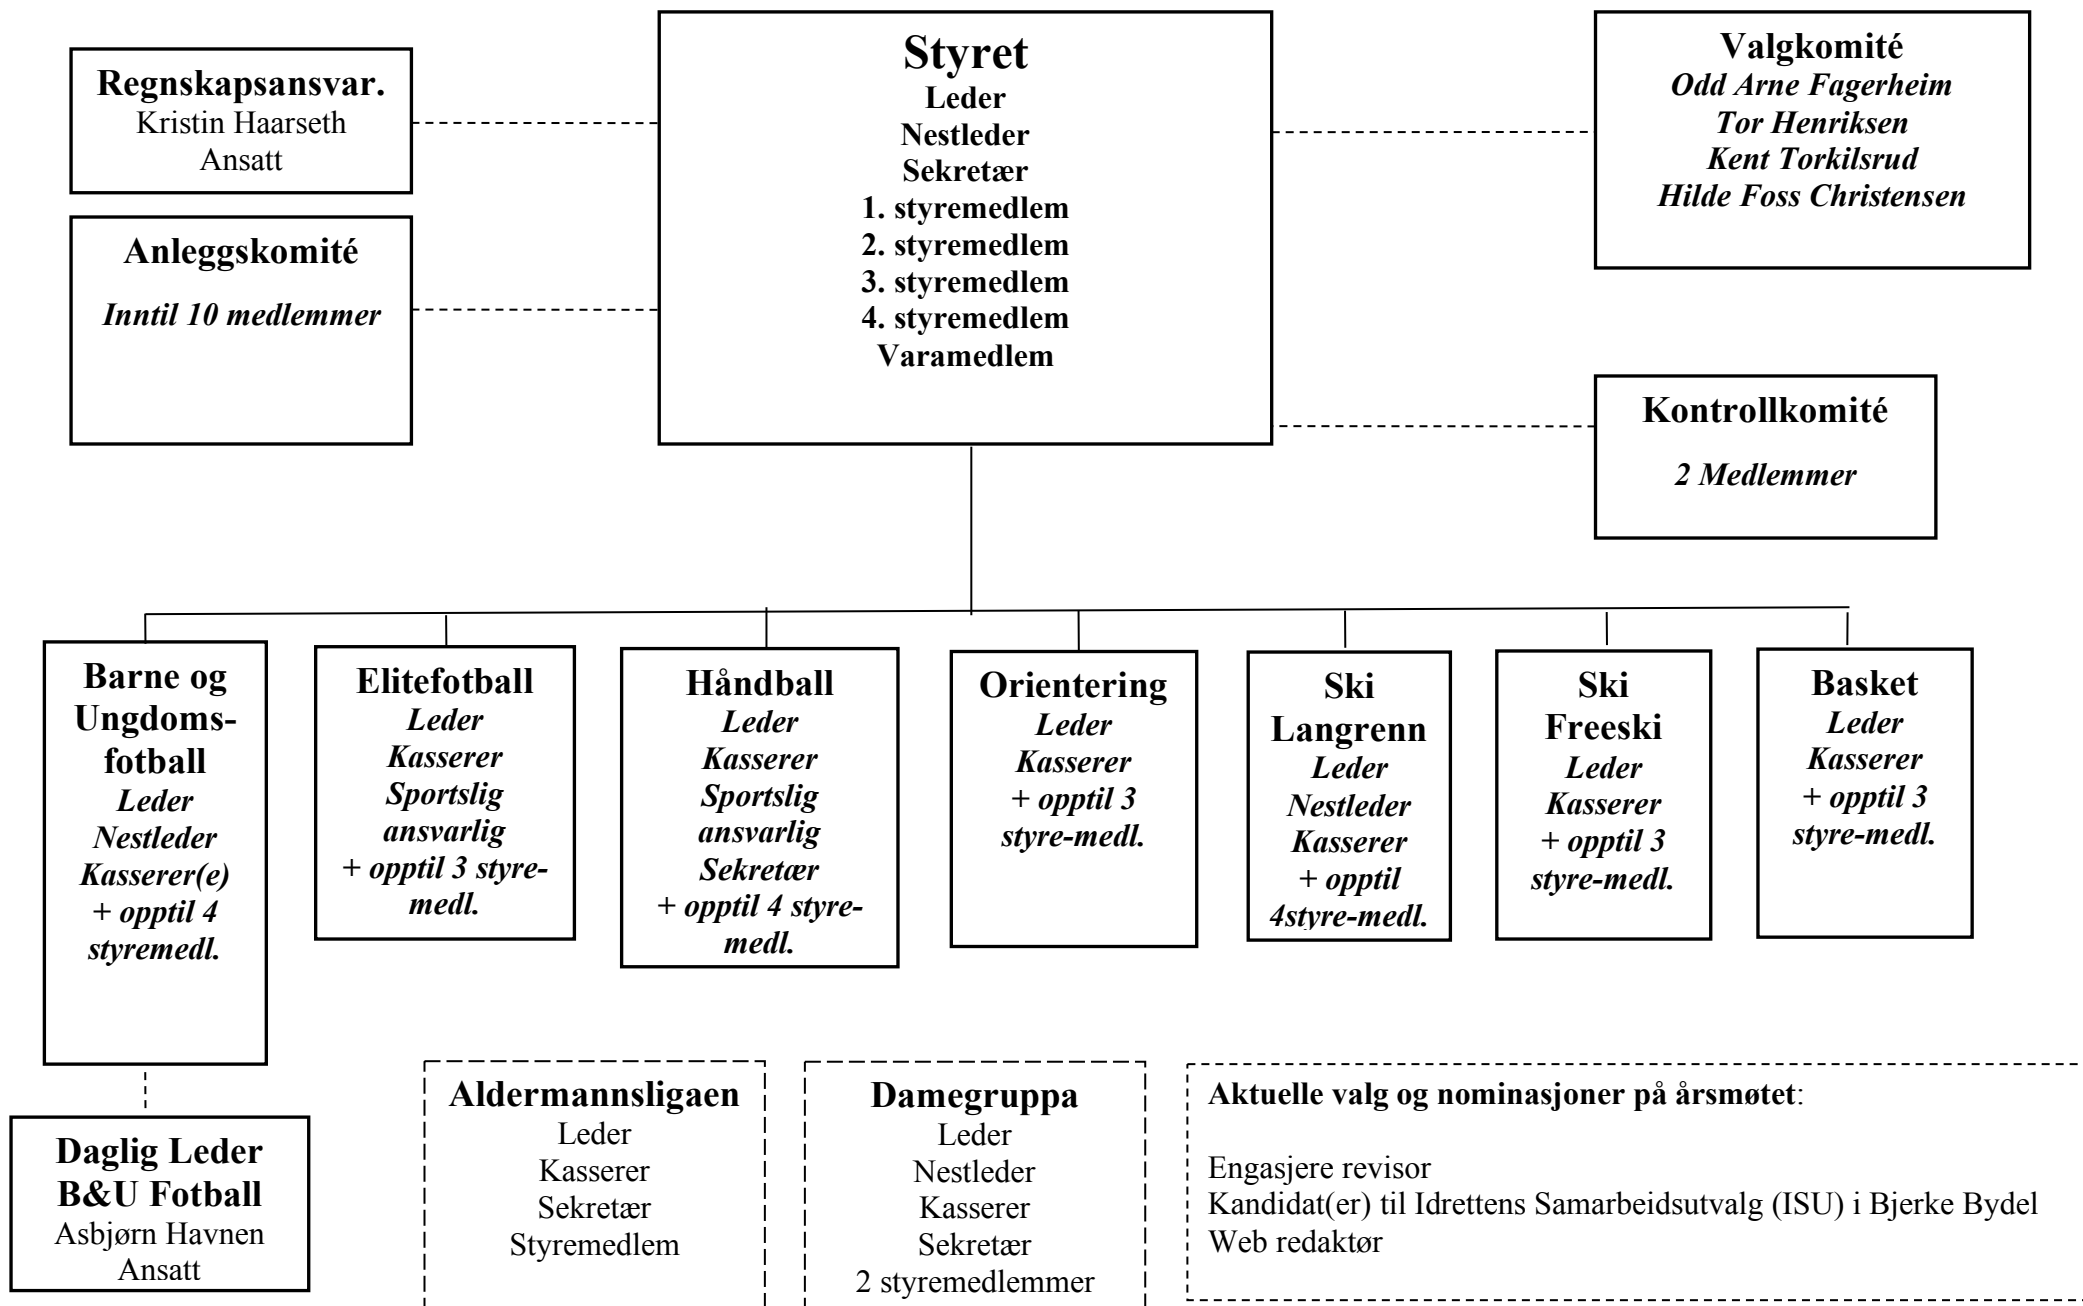 Regnskapsansvar.
Kristin Haarseth
Ansatt
Anleggskomité
Inntil 10 medlemmer
Styret
Leder
Nestleder
Sekretær
1. styremedlem
2. styremedlem
3. styremedlem
4. styremedlem
Varamedlem
Valgkomité
Odd Arne Fagerheim
Tor Henriksen
Kent Torkilsrud
Hilde Foss Christensen
Kontrollkomité
2 Medlemmer
Barne og
Ungdoms-
fotball
Leder
Nestleder
Kasserer(e)
+ opptil 4
styremedl.
Elitefotball
Leder
Kasserer
Sportslig
ansvarlig
+ opptil 3 styre-
medl.
Håndball
Leder
Kasserer
Sportslig
ansvarlig
Sekretær
+ opptil 4 styre-
medl.
Orientering
Leder
Kasserer
+ opptil 3
styre-medl.
Ski
Langrenn
Leder
Nestleder
Kasserer
+ opptil
4styre-medl.
Ski
Freeski
Leder
Kasserer
+ opptil 3
styre-medl.
Basket
Leder
Kasserer
+ opptil 3
styre-medl.
Daglig Leder
B&U Fotball
Asbjørn Havnen
Ansatt
Aldermannsligaen
Leder
Kasserer
Sekretær
Styremedlem
Damegruppa
Leder
Nestleder
Kasserer
Sekretær
2 styremedlemmer
Aktuelle valg og nominasjoner på årsmøtet:
Engasjere revisor
Kandidat(er) til Idrettens Samarbeidsutvalg (ISU) i Bjerke Bydel
Web redaktør